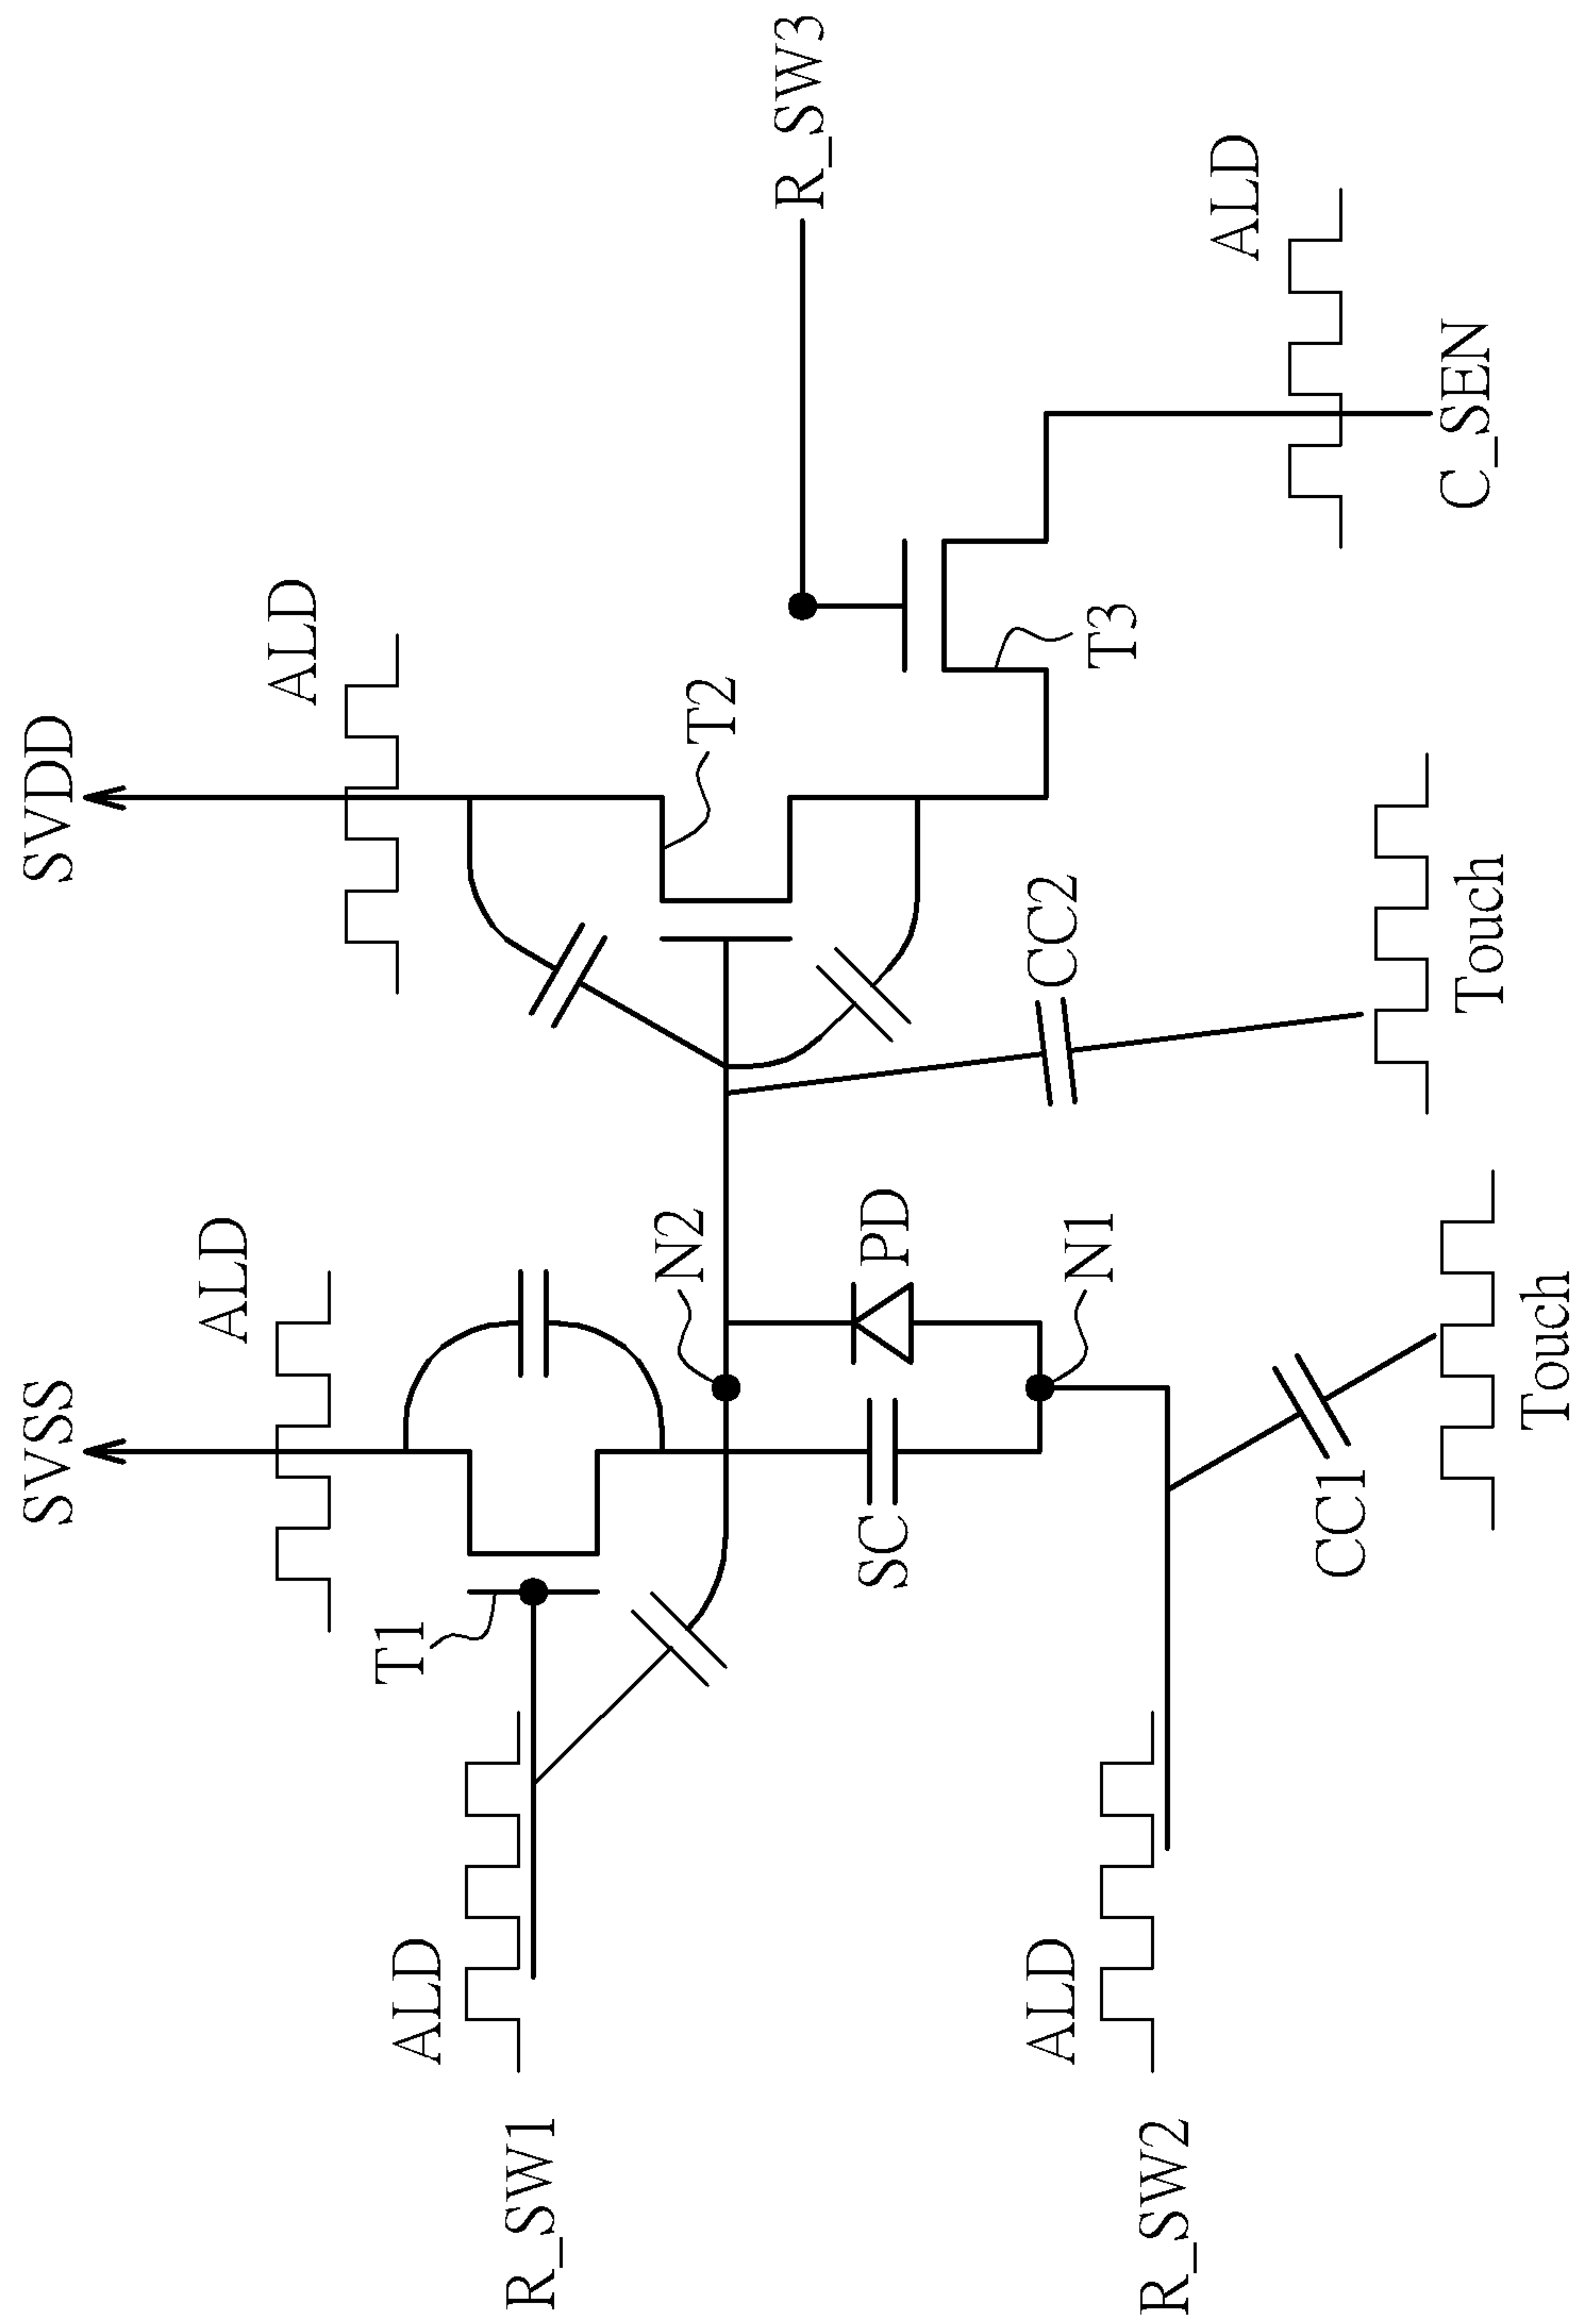 SVSS
SVDD
ALD
ALD
ALD
T1
T2
R_SW3
ALD
R_SW1
N2
T3
SC
PD
CC2
ALD
ALD
N1
R_SW2
CC1
C_SEN
Touch
Touch